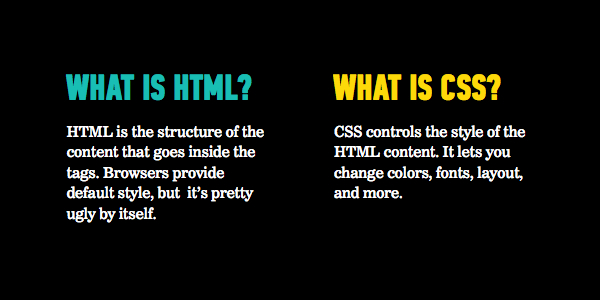 WHAT IS HTML?
HTML is the structure of the
content that goes inside the
tags. Browsers provide
default style, but  it’s pretty
ugly by itself.
WHAT IS CSS?
CSS controls the style of the
HTML content. It lets you
change colors, fonts, layout,
and more.